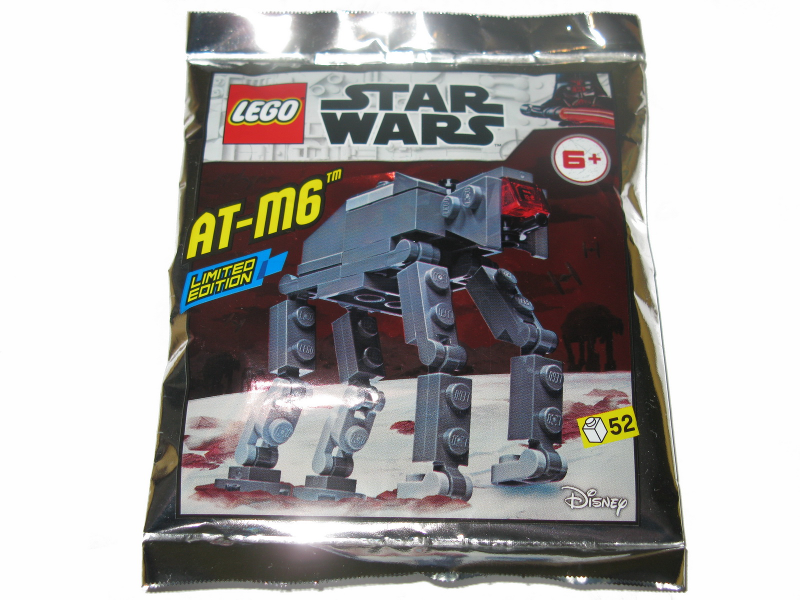 LEGO
STAR
WARS
6+
AT-M6™
LIMITED
EDITION
52
Disney